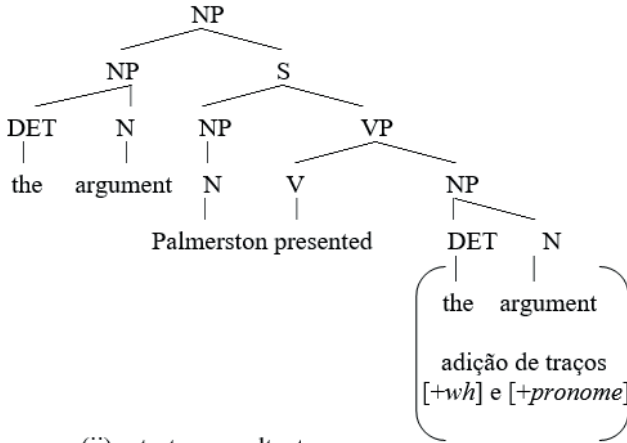 NP
NP S
DET N NP VP
the argument N V NP
Palmerston presented DET N
the argument
adição de traços
[+wh] e [+pronome]